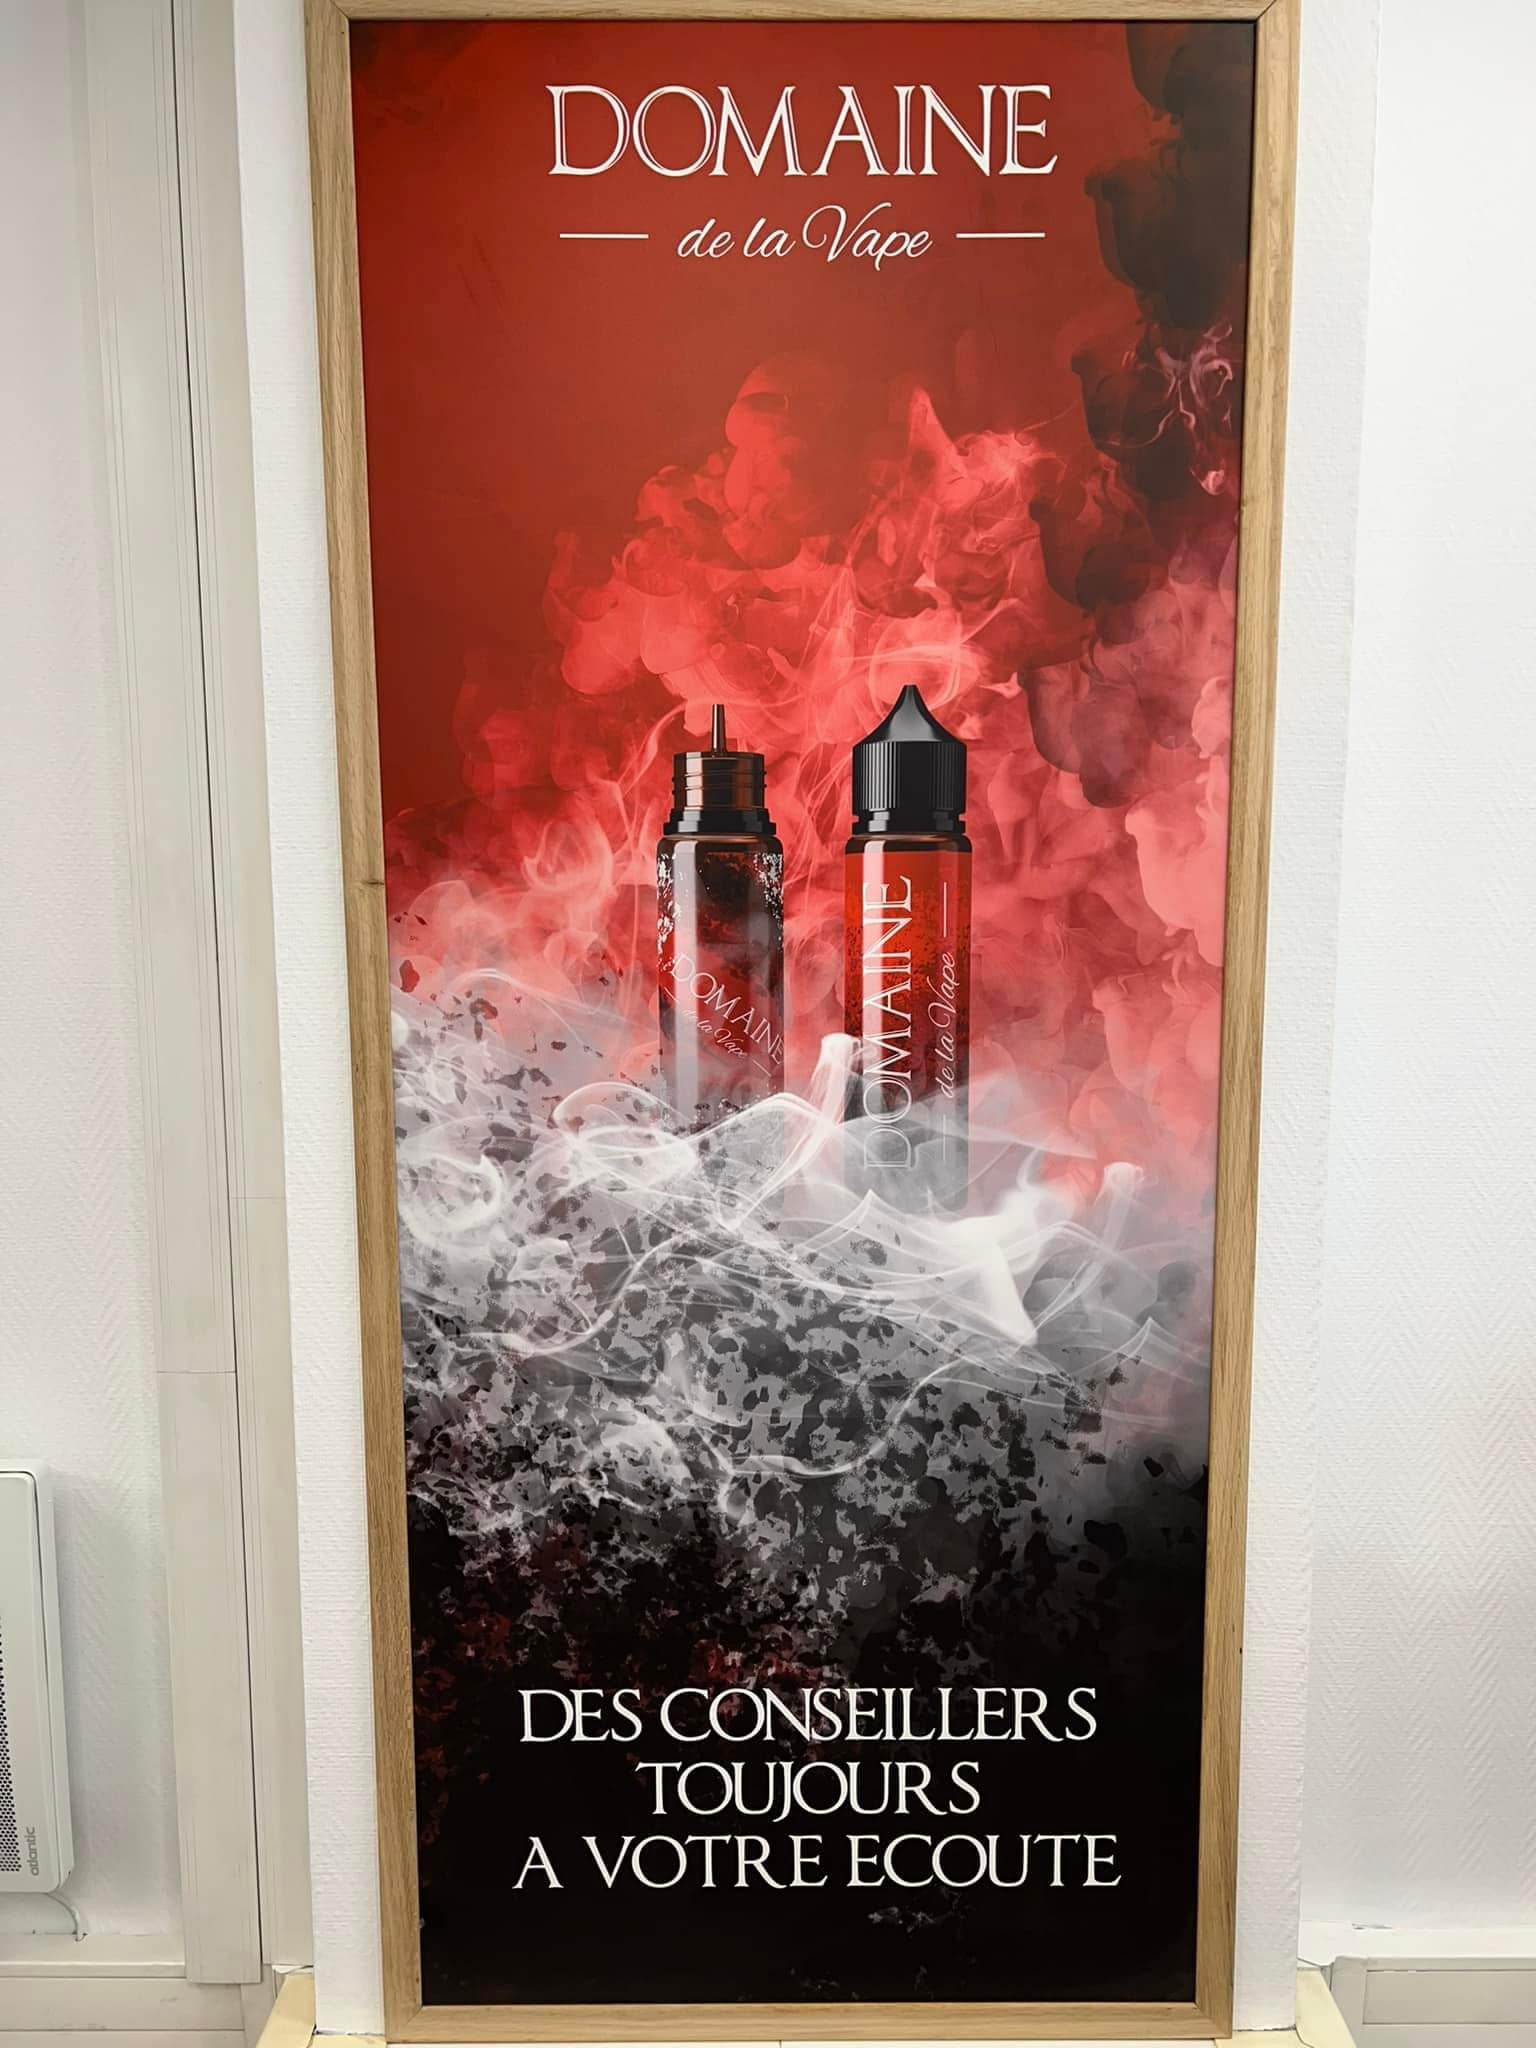 DOMAINE
de la Vape
DOMAINE
de la Vape
DOMAINE
de la Vape
DES CONSEILLERS
TOUJOURS
A VOTRE ECOUTE
atlantic